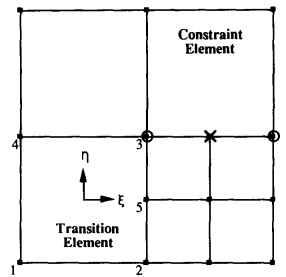 Constraint
Element
4
3
η
ξ
5
Transition
Element
1
2